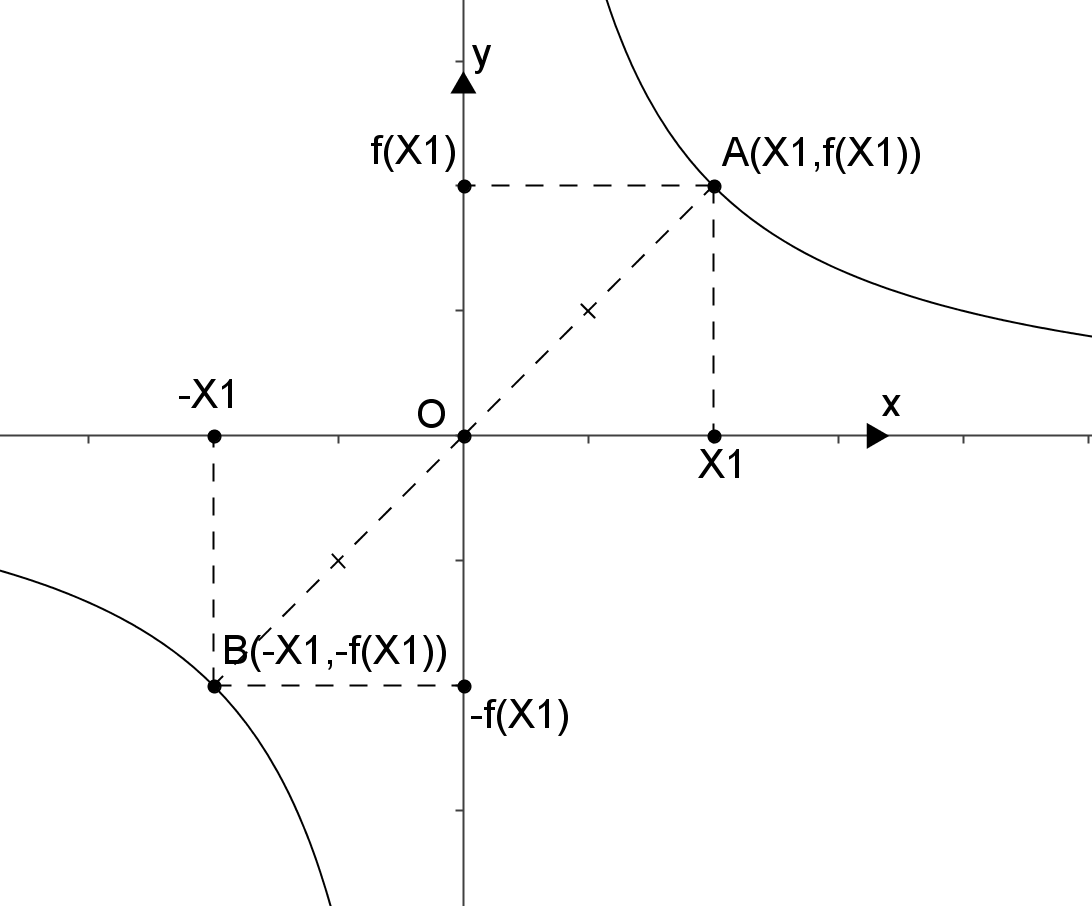 y
f(X1)
A(X1,f(X1))
-X1
O
x
X1
B(-X1,-f(X1))
-f(X1)